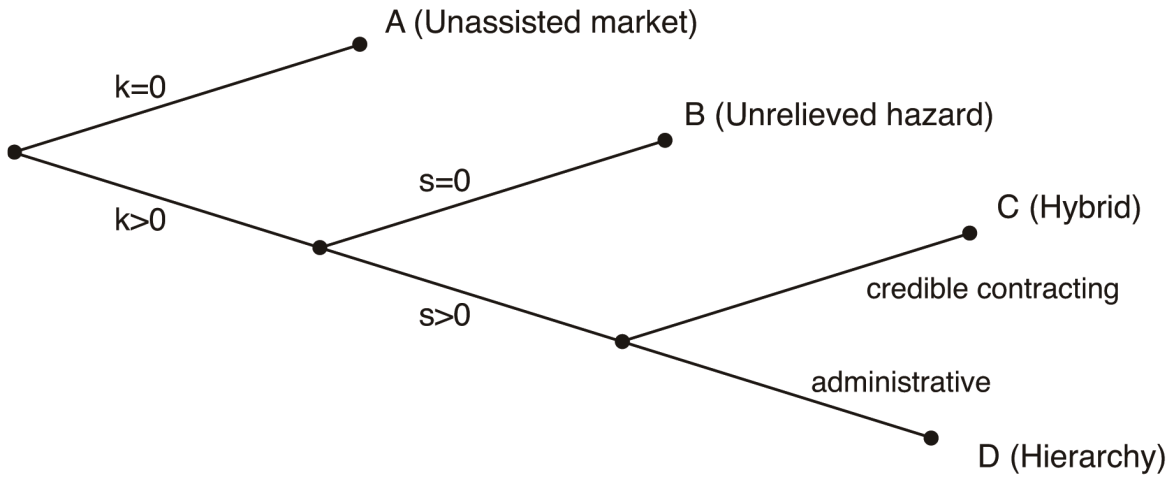 A (Unassisted market)
k=0
B (Unrelieved hazard)
s=0
k>0
C (Hybrid)
credible contracting
s>0
administrative
D (Hierarchy)